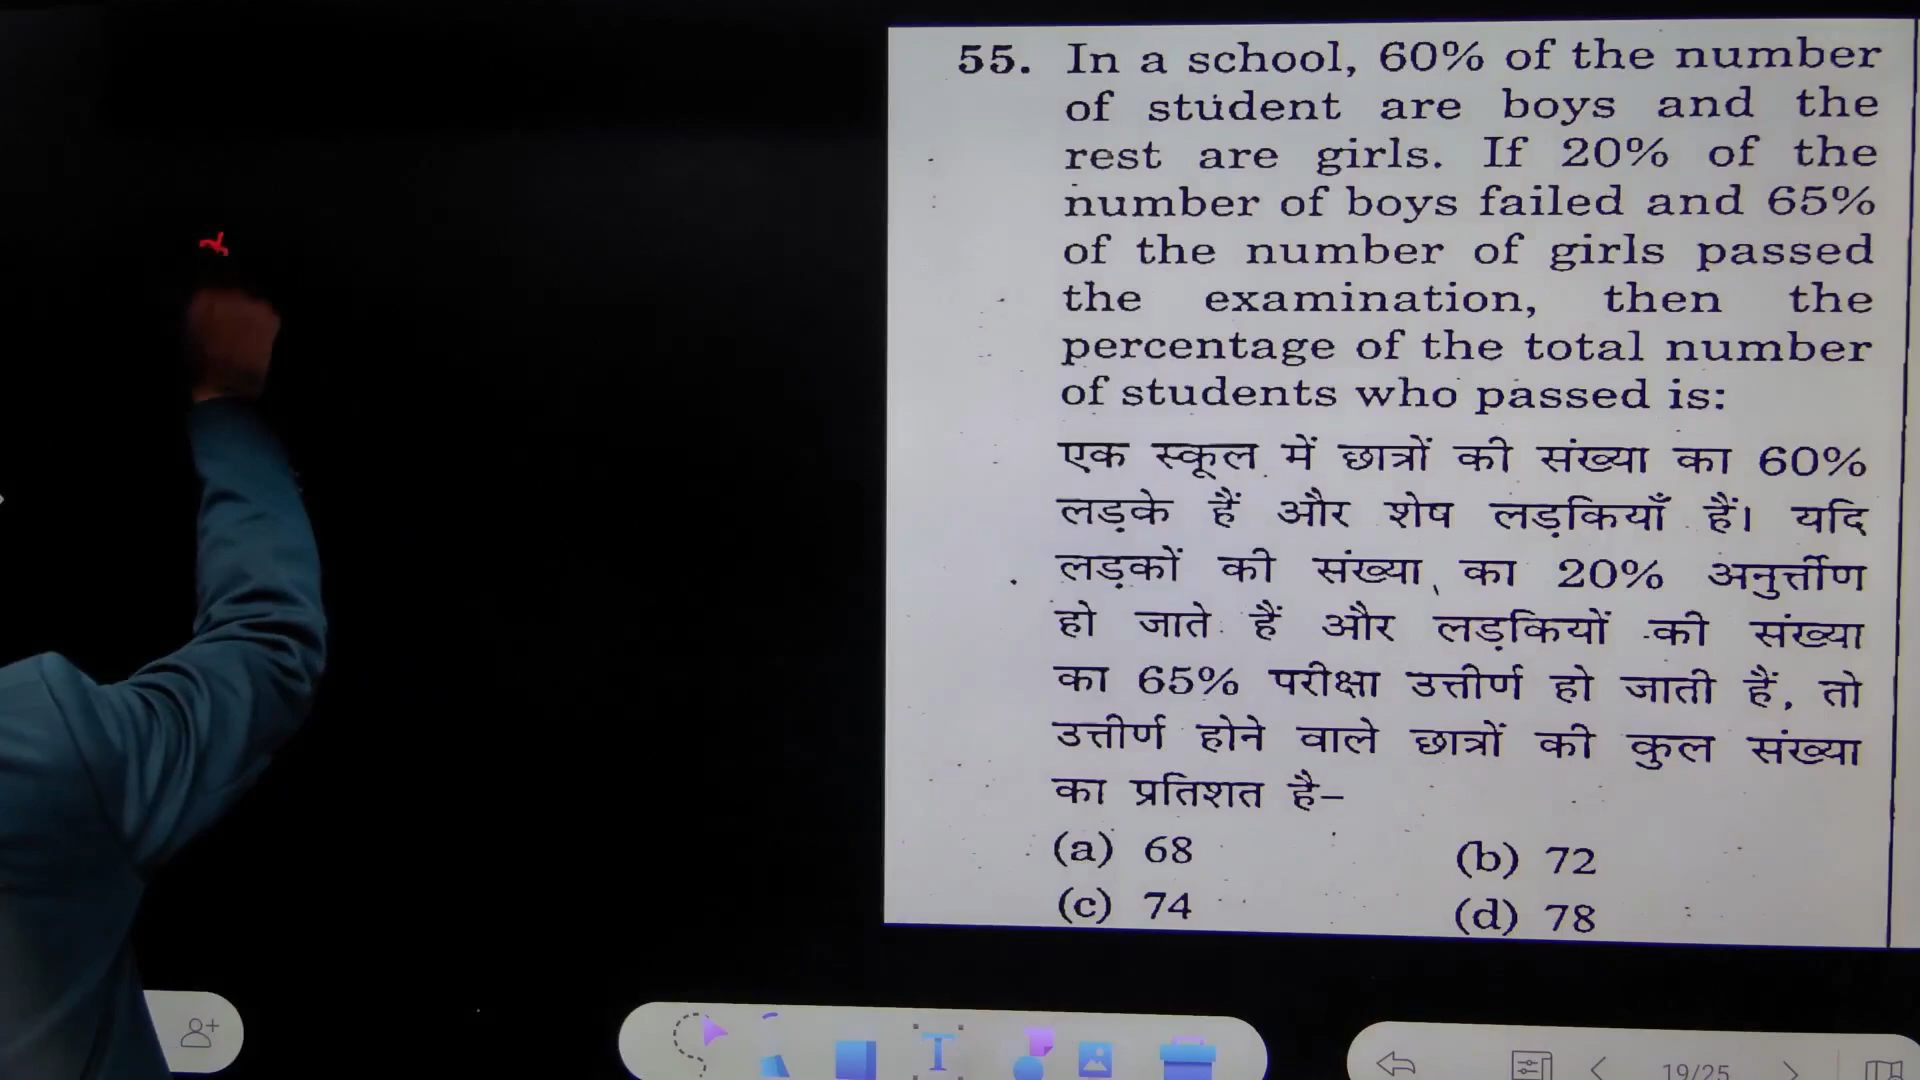 55. In a school, 60% of the number
of student are boys and the
rest are girls. If 20% of the
number of boys failed and 65%
of the number of girls passed
the examination, then the
percentage of the total number
of students who passed is:
एक स्कूल में छात्रों की संख्या का 60%
लड़के हैं और शेष लड़कियाँ हैं। यदि
लड़कों की संख्या का 20% अनुर्त्तीण
हो जाते हैं और लड़कियों की संख्या
का 65% परीक्षा उत्तीर्ण हो जाती हैं, तो
उत्तीर्ण होने वाले छात्रों की कुल संख्या
का प्रतिशत है–
(a) 68 (b) 72
(c) 74 (d) 78
T
19/25